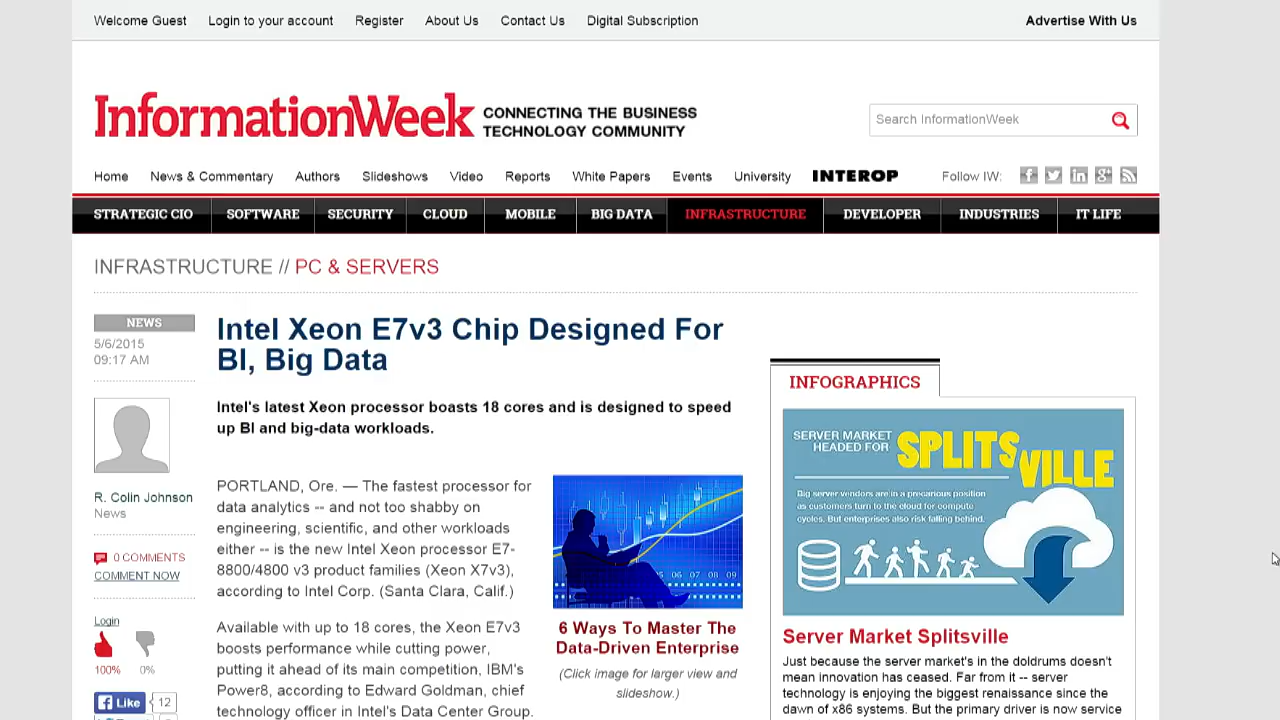 Welcome Guest Login to your account Register About Us Contact Us Digital Subscription Advertise With Us
InformationWeek CONNECTING THE BUSINESS
TECHNOLOGY COMMUNITY
Search InformationWeek
Home News & Commentary Authors Slideshows Video Reports White Papers Events University INTEROP Follow IW:
STRATEGIC CIO SOFTWARE SECURITY CLOUD MOBILE BIG DATA INFRASTRUCTURE DEVELOPER INDUSTRIES IT LIFE
INFRASTRUCTURE // PC & SERVERS
NEWS
5/6/2015
09:17 AM
R. Colin Johnson
News
0 COMMENTS
COMMENT NOW
Login
100% 0%
Like 12
Intel Xeon E7v3 Chip Designed For
BI, Big Data
Intel's latest Xeon processor boasts 18 cores and is designed to speed
up BI and big-data workloads.
PORTLAND, Ore. — The fastest processor for
data analytics -- and not too shabby on
engineering, scientific, and other workloads
either -- is the new Intel Xeon processor E7-
8800/4800 v3 product families (Xeon X7v3),
according to Intel Corp. (Santa Clara, Calif.)
Available with up to 18 cores, the Xeon E7v3
boosts performance while cutting power,
putting it ahead of its main competition, IBM's
Power8, according to Edward Goldman, chief
technology officer in Intel's Data Center Group.
06 07 08 09
6 Ways To Master The
Data-Driven Enterprise
(Click image for larger view and
slideshow.)
INFOGRAPHICS
SERVER MARKET
HEADED FOR
SPLITSVILLE
Big server vendors are in a precarious position
as customers turn to the cloud for compute
cycles. But enterprises also risk falling behind.
Server Market Splitsville
Just because the server market's in the doldrums doesn't
mean innovation has ceased. Far from it -- server
technology is enjoying the biggest renaissance since the
dawn of x86 systems. But the primary driver is now service